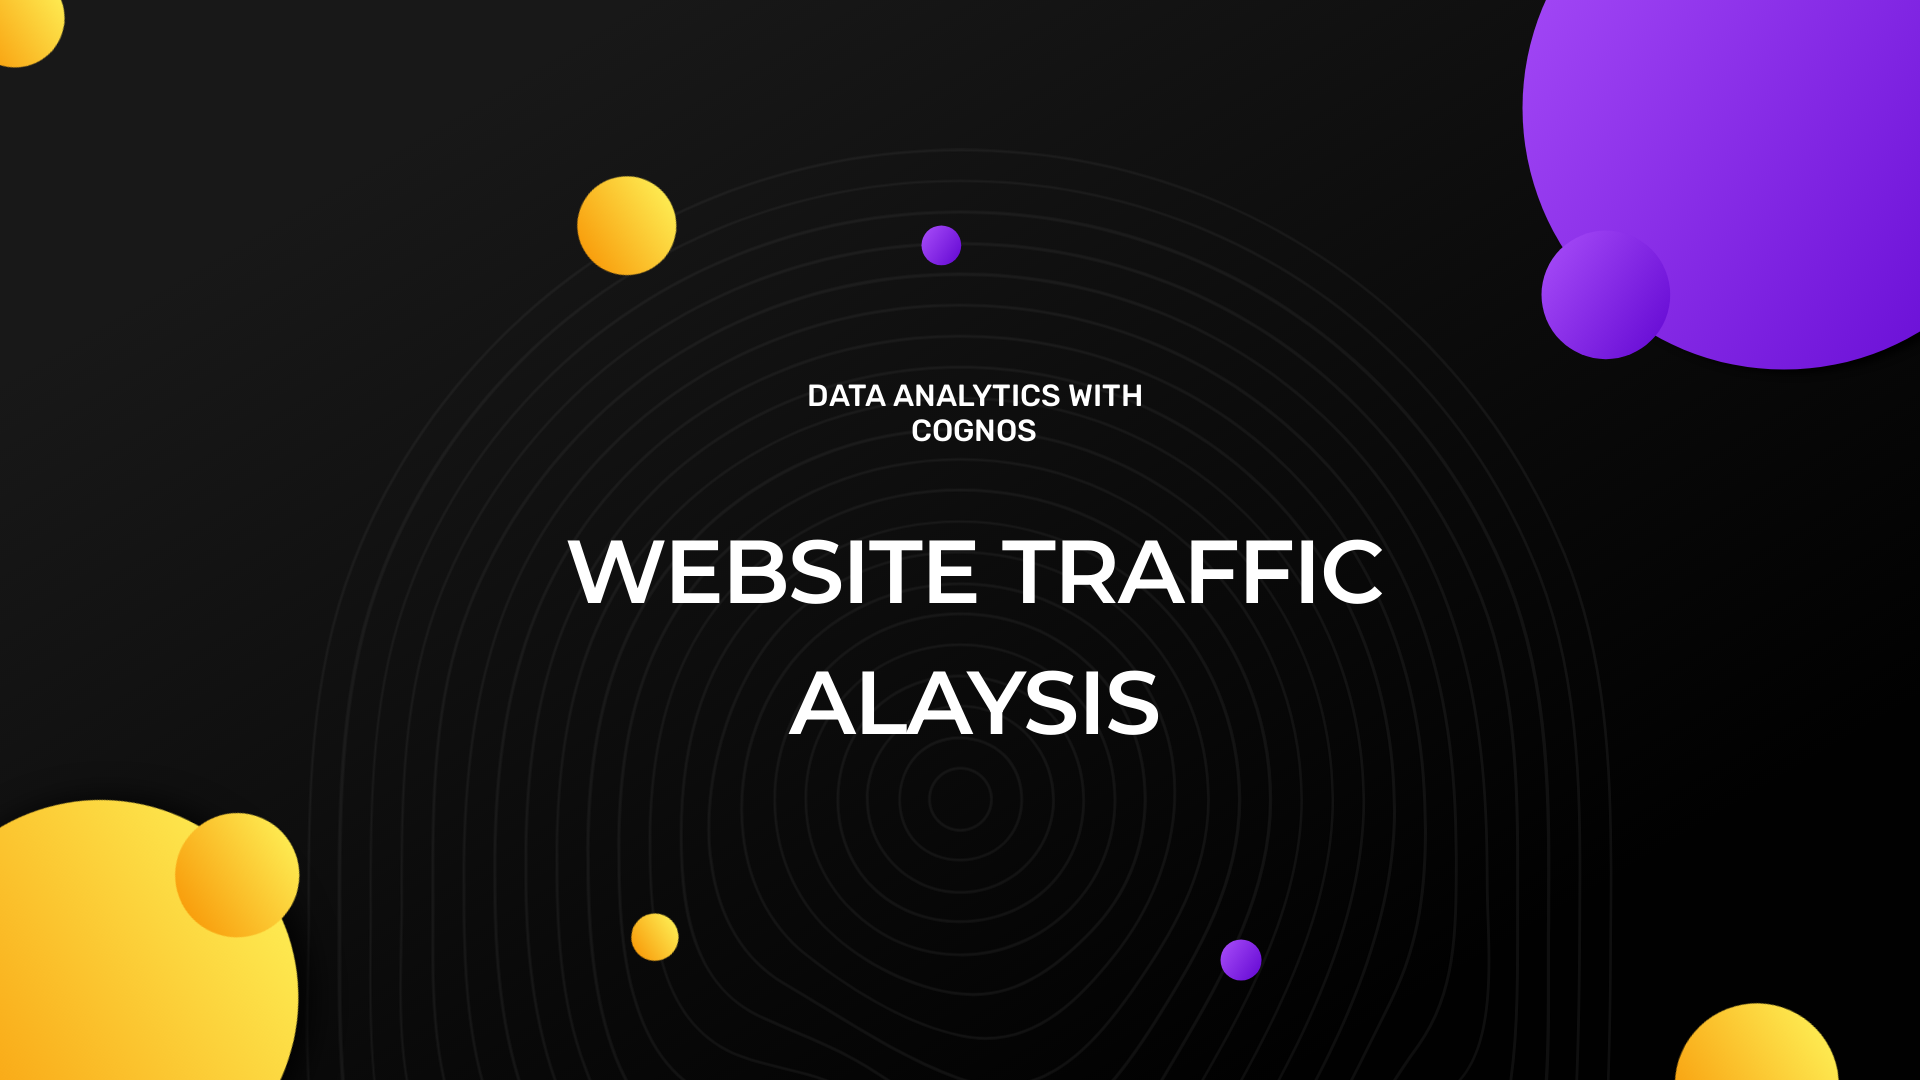 DATA ANALYTICS WITH
COGNOS
WEBSITE TRAFFIC
ALAYSIS